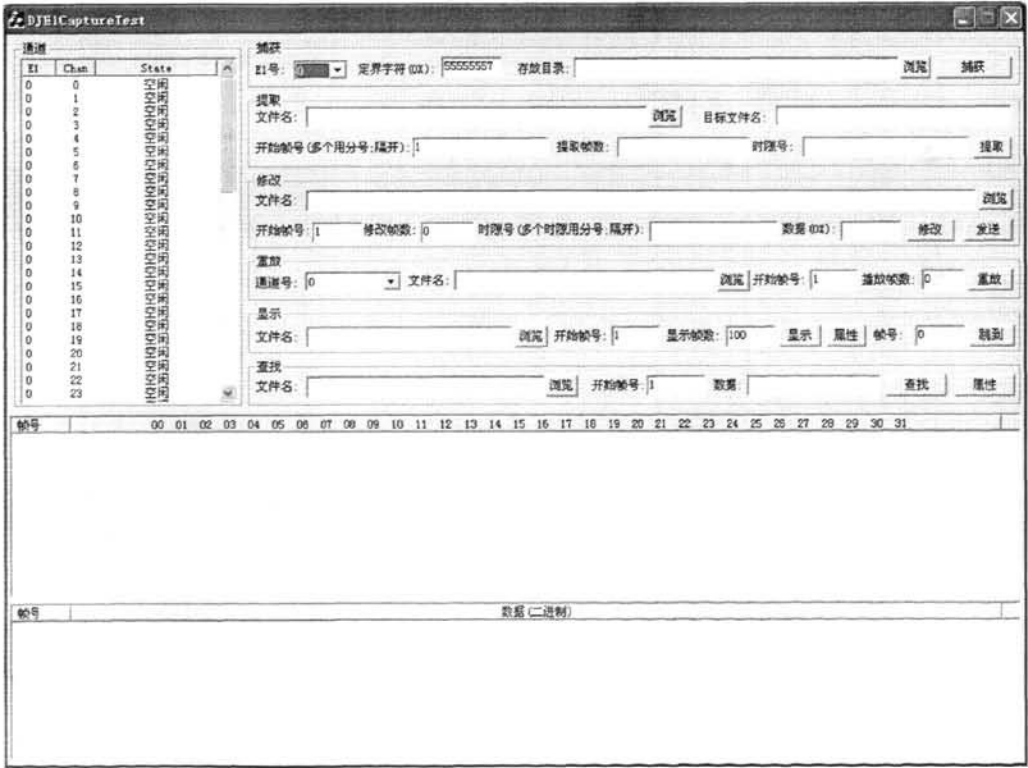 DJE1CaptureTest
通道
E1 Chan State
0 0 空闲
0 1 空闲
0 2 空闲
0 3 空闲
0 4 空闲
0 5 空闲
0 6 空闲
0 7 空闲
0 8 空闲
0 9 空闲
0 10 空闲
0 11 空闲
0 12 空闲
0 13 空闲
0 14 空闲
0 15 空闲
0 16 空闲
0 17 空闲
0 18 空闲
0 19 空闲
0 20 空闲
0 21 空闲
0 22 空闲
0 23 空闲
捕获
E1号: 0 定界字符(0X): 55555557 存放目录: 浏览 捕获
提取
文件名: 浏览 目标文件名:
开始帧号(多个用分号;隔开): 1 提取帧数: 时隙号: 提取
修改
文件名: 浏览
开始帧号: 1 修改帧数: 0 时隙号(多个时隙用分号;隔开): 数据(0X): 修改 发送
重放
通道号: 0 文件名: 浏览 开始帧号: 1 播放帧数: 0 重放
显示
文件名: 浏览 开始帧号: 1 显示帧数: 100 显示 属性 帧号: 0 跳到
查找
文件名: 浏览 开始帧号: 1 数据: 查找 属性
帧号 00 01 02 03 04 05 06 07 08 09 10 11 12 13 14 15 16 17 18 19 20 21 22 23 24 25 26 27 28 29 30 31
帧号 数据(二进制)